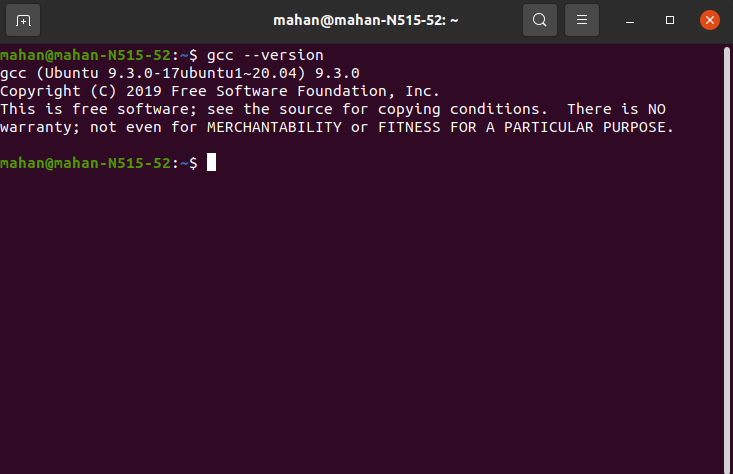 mahan@mahan-N515-52: ~
mahan@mahan-N515-52:~$ gcc --version
gcc (Ubuntu 9.3.0-17ubuntu1~20.04) 9.3.0
Copyright (C) 2019 Free Software Foundation, Inc.
This is free software; see the source for copying conditions.  There is NO
warranty; not even for MERCHANTABILITY or FITNESS FOR A PARTICULAR PURPOSE.
mahan@mahan-N515-52:~$